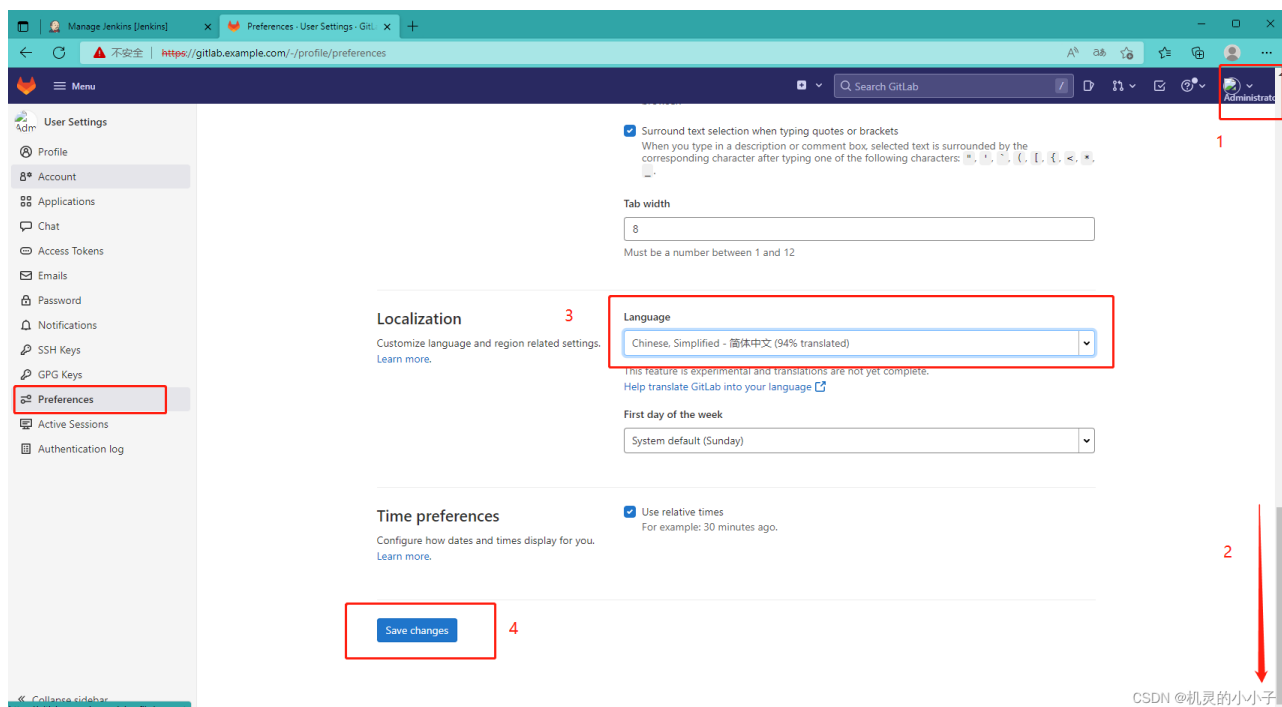 Manage Jenkins [Jenkins]
Preferences · User Settings · GitL
不安全 | https://gitlab.example.com/-/profile/preferences
Menu
Search GitLab
/
Administrato
1
User Settings
Profile
Account
Applications
Chat
Access Tokens
Emails
Password
Notifications
SSH Keys
GPG Keys
Preferences
Active Sessions
Authentication log
Collapse sidebar
Surround text selection when typing quotes or brackets
When you type in a description or comment box, selected text is surrounded by the
corresponding character after typing one of the following characters: ", ', `, (, [, {, <, *,
_.
Tab width
8
Must be a number between 1 and 12
Localization
Customize language and region related settings.
Learn more.
3
Language
Chinese, Simplified - 简体中文 (94% translated)
This feature is experimental and translations are not yet complete.
Help translate GitLab into your language
First day of the week
System default (Sunday)
Time preferences
Configure how dates and times display for you.
Learn more.
Use relative times
For example: 30 minutes ago.
2
Save changes
4
CSDN @机灵的小小子